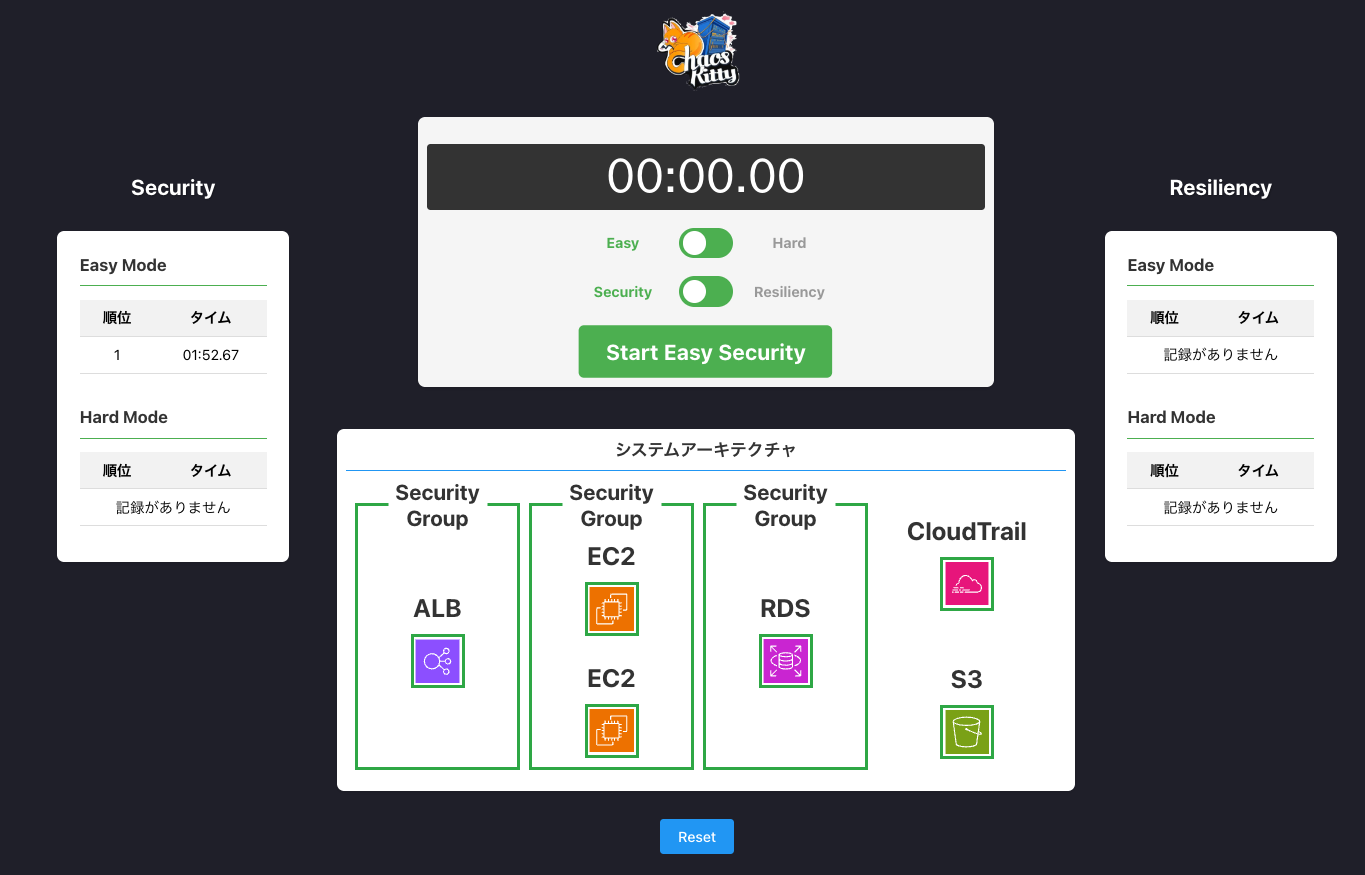 Chaos
Kitty
00:00.00
Easy
Hard
Security
Resiliency
Start Easy Security
Security
Easy Mode
順位 タイム
1 01:52.67
Hard Mode
順位 タイム
記録がありません
Resiliency
Easy Mode
順位 タイム
記録がありません
Hard Mode
順位 タイム
記録がありません
システムアーキテクチャ
Security
Group
ALB
Security
Group
EC2
EC2
Security
Group
RDS
CloudTrail
S3
Reset